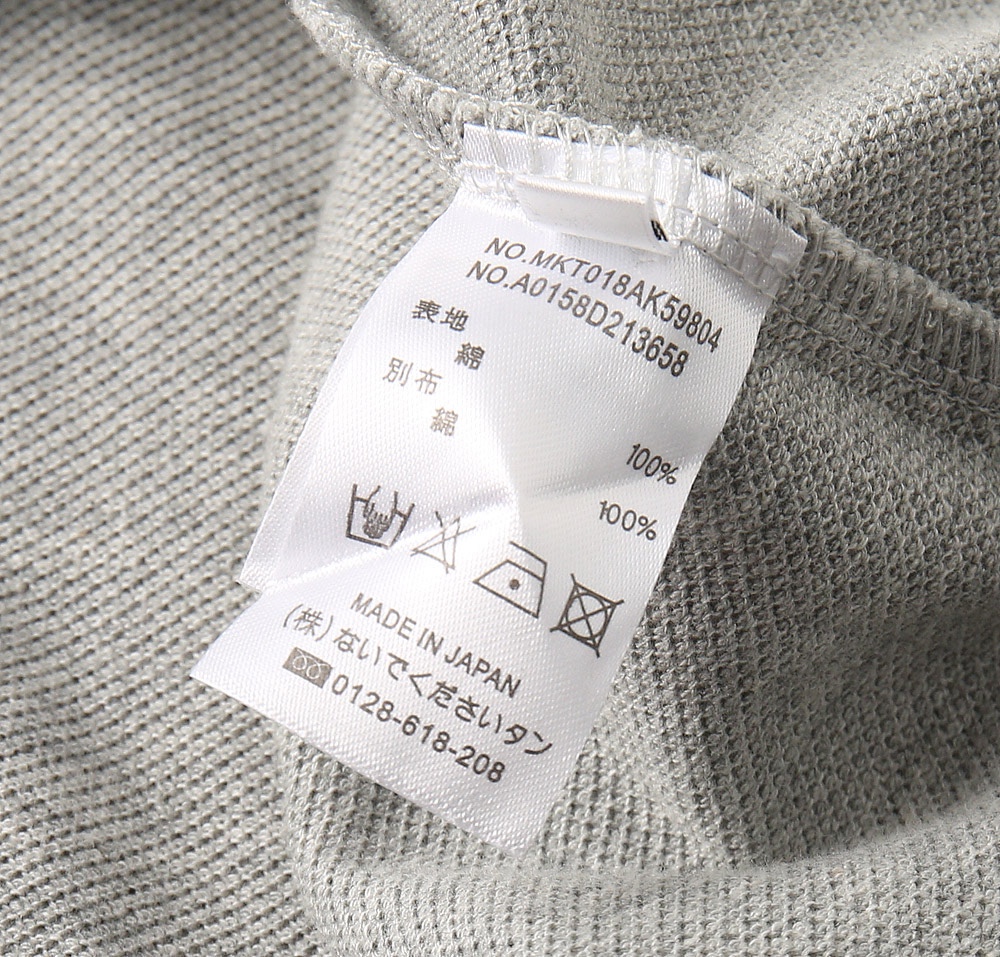 NO.MKT018AK59804
NO.A0158D213658
表地
綿 100%
別布
綿 100%
MADE IN JAPAN
(株)ないでくださいタン
0128-618-208